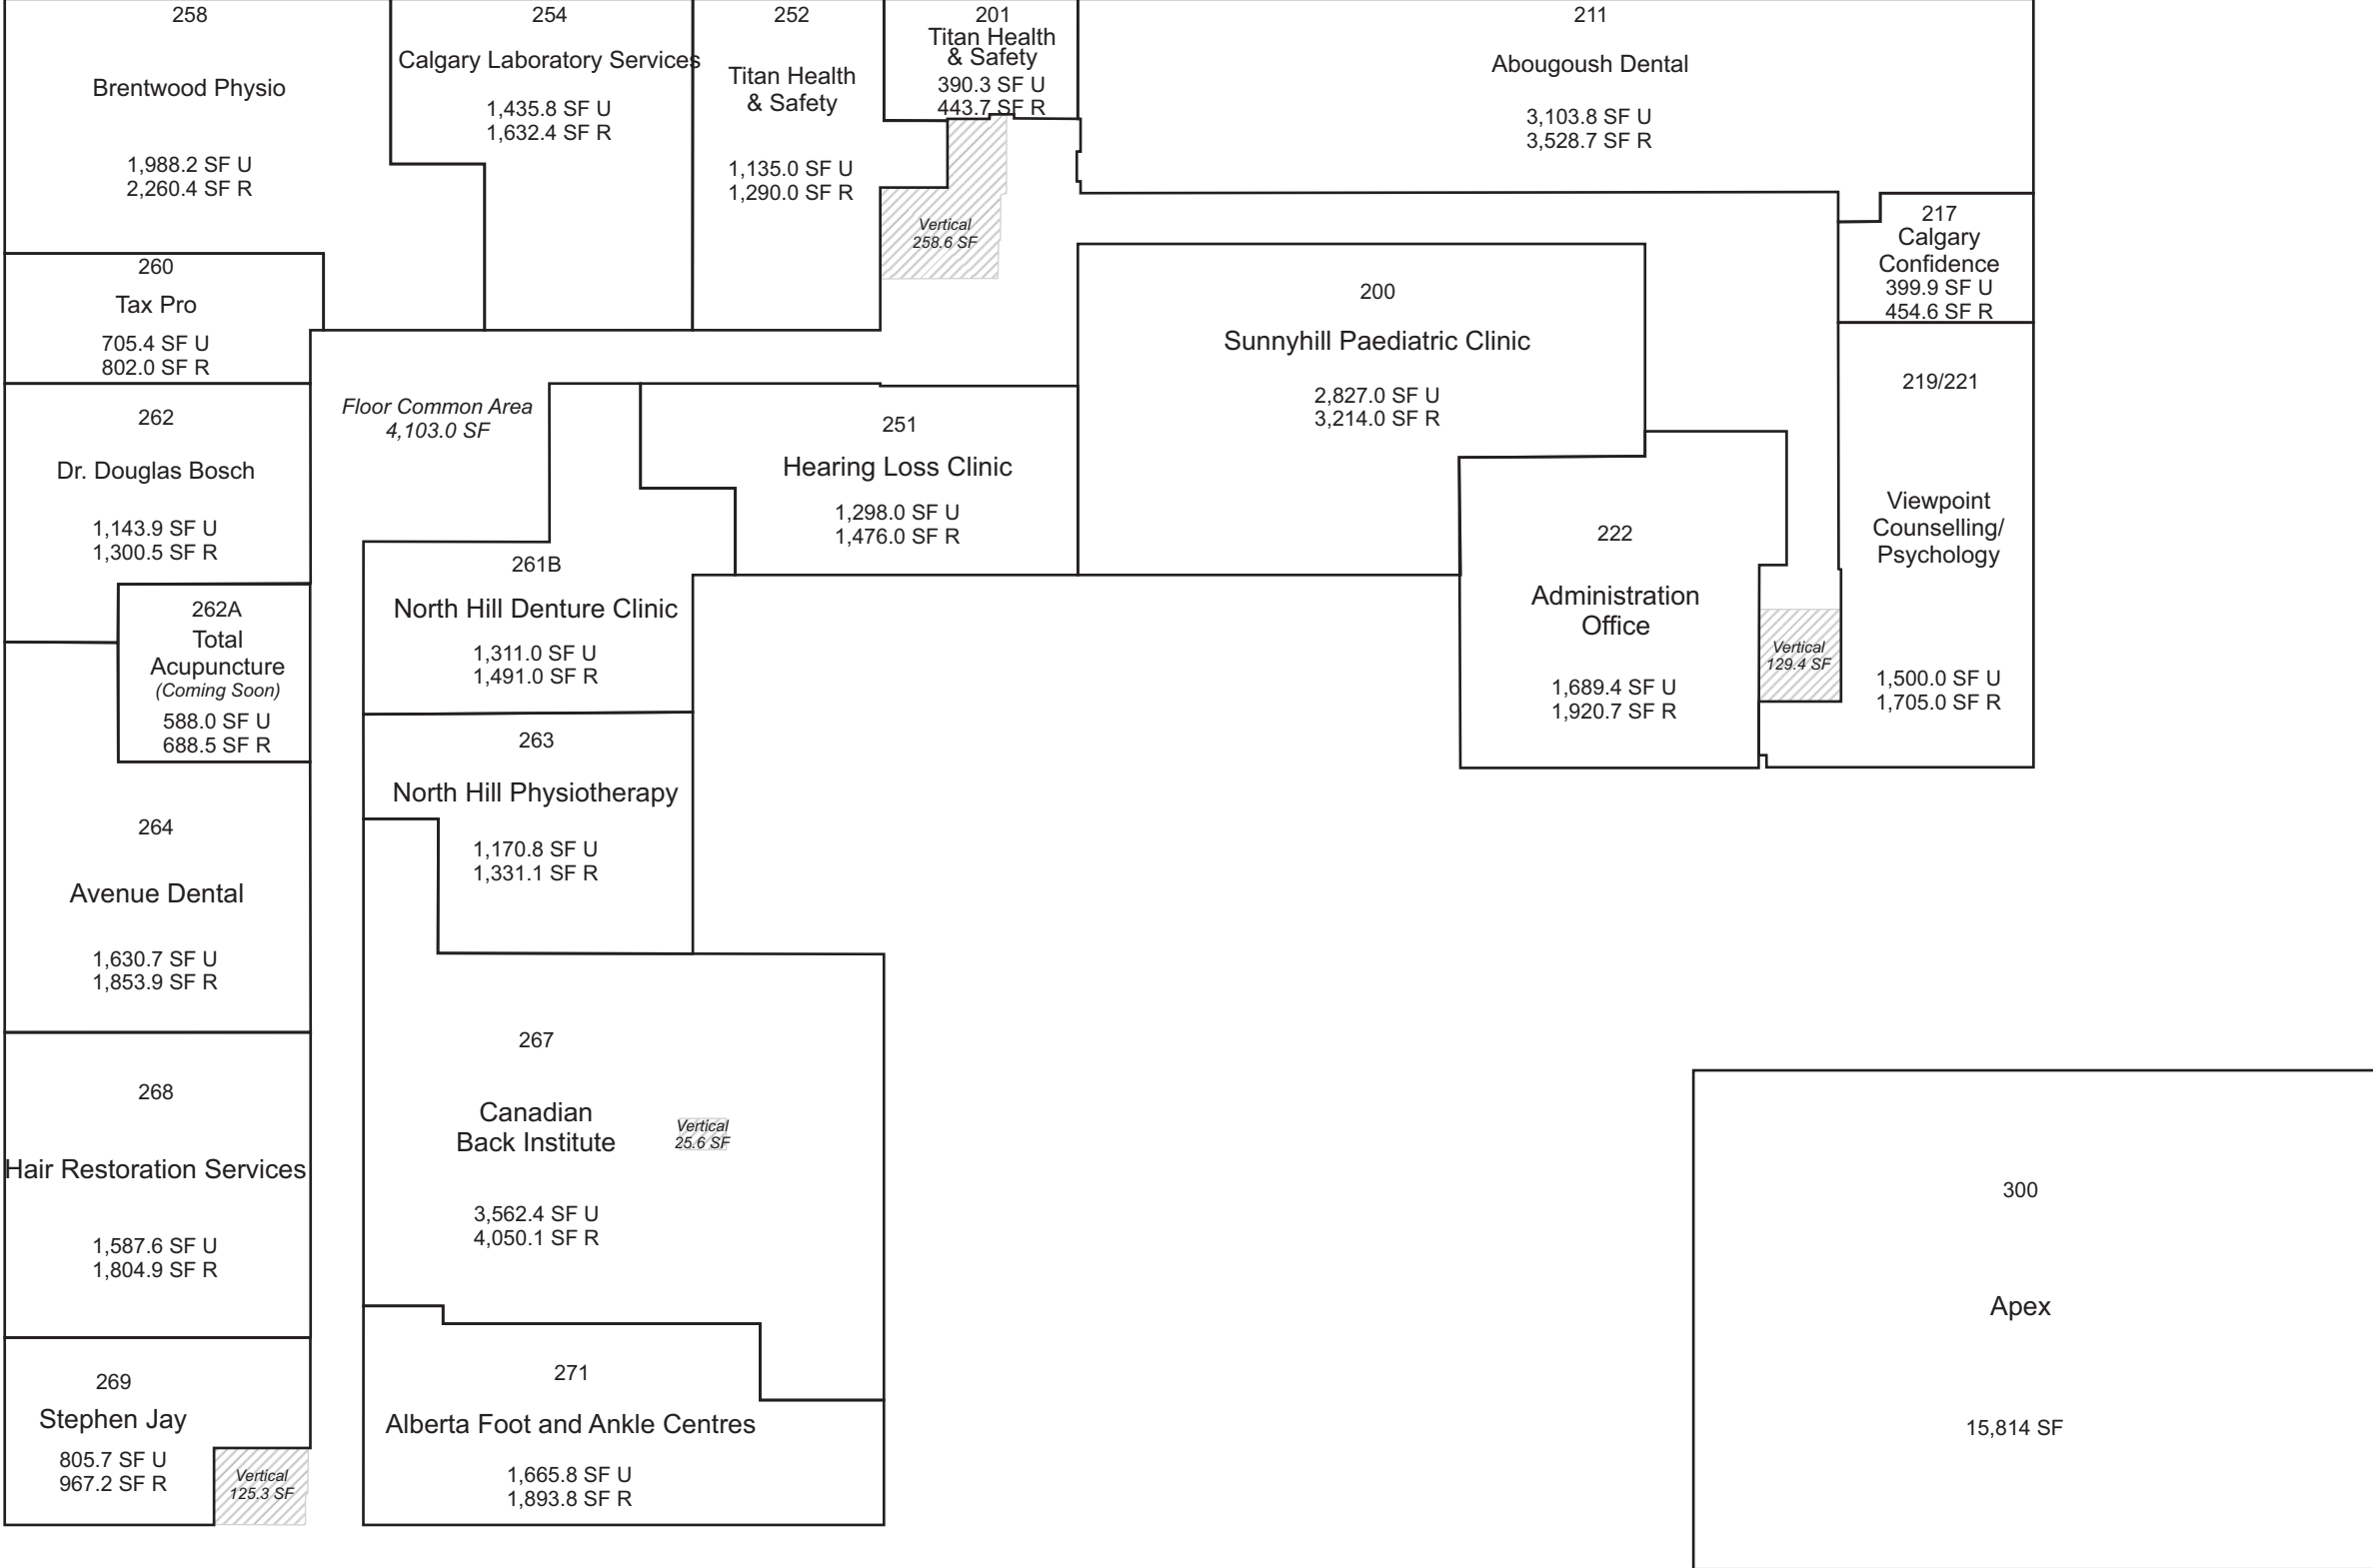 258
Brentwood Physio
1,988.2 SF U
2,260.4 SF R
254
Calgary Laboratory Services
1,435.8 SF U
1,632.4 SF R
252
Titan Health
& Safety
1,135.0 SF U
1,290.0 SF R
201
Titan Health
& Safety
390.3 SF U
443.7 SF R
211
Abougoush Dental
3,103.8 SF U
3,528.7 SF R
Vertical
258.6 SF
217
Calgary
Confidence
399.9 SF U
454.6 SF R
260
Tax Pro
705.4 SF U
802.0 SF R
200
Sunnyhill Paediatric Clinic
2,827.0 SF U
3,214.0 SF R
219/221
Viewpoint
Counselling/
Psychology
1,500.0 SF U
1,705.0 SF R
262
Dr. Douglas Bosch
1,143.9 SF U
1,300.5 SF R
Floor Common Area
4,103.0 SF
251
Hearing Loss Clinic
1,298.0 SF U
1,476.0 SF R
222
Administration
Office
1,689.4 SF U
1,920.7 SF R
Vertical
129.4 SF
261B
North Hill Denture Clinic
1,311.0 SF U
1,491.0 SF R
262A
Total
Acupuncture
(Coming Soon)
588.0 SF U
688.5 SF R
263
North Hill Physiotherapy
1,170.8 SF U
1,331.1 SF R
264
Avenue Dental
1,630.7 SF U
1,853.9 SF R
267
Canadian
Back Institute
3,562.4 SF U
4,050.1 SF R
Vertical
25.6 SF
268
Hair Restoration Services
1,587.6 SF U
1,804.9 SF R
300
Apex
15,814 SF
269
Stephen Jay
805.7 SF U
967.2 SF R
Vertical
125.3 SF
271
Alberta Foot and Ankle Centres
1,665.8 SF U
1,893.8 SF R